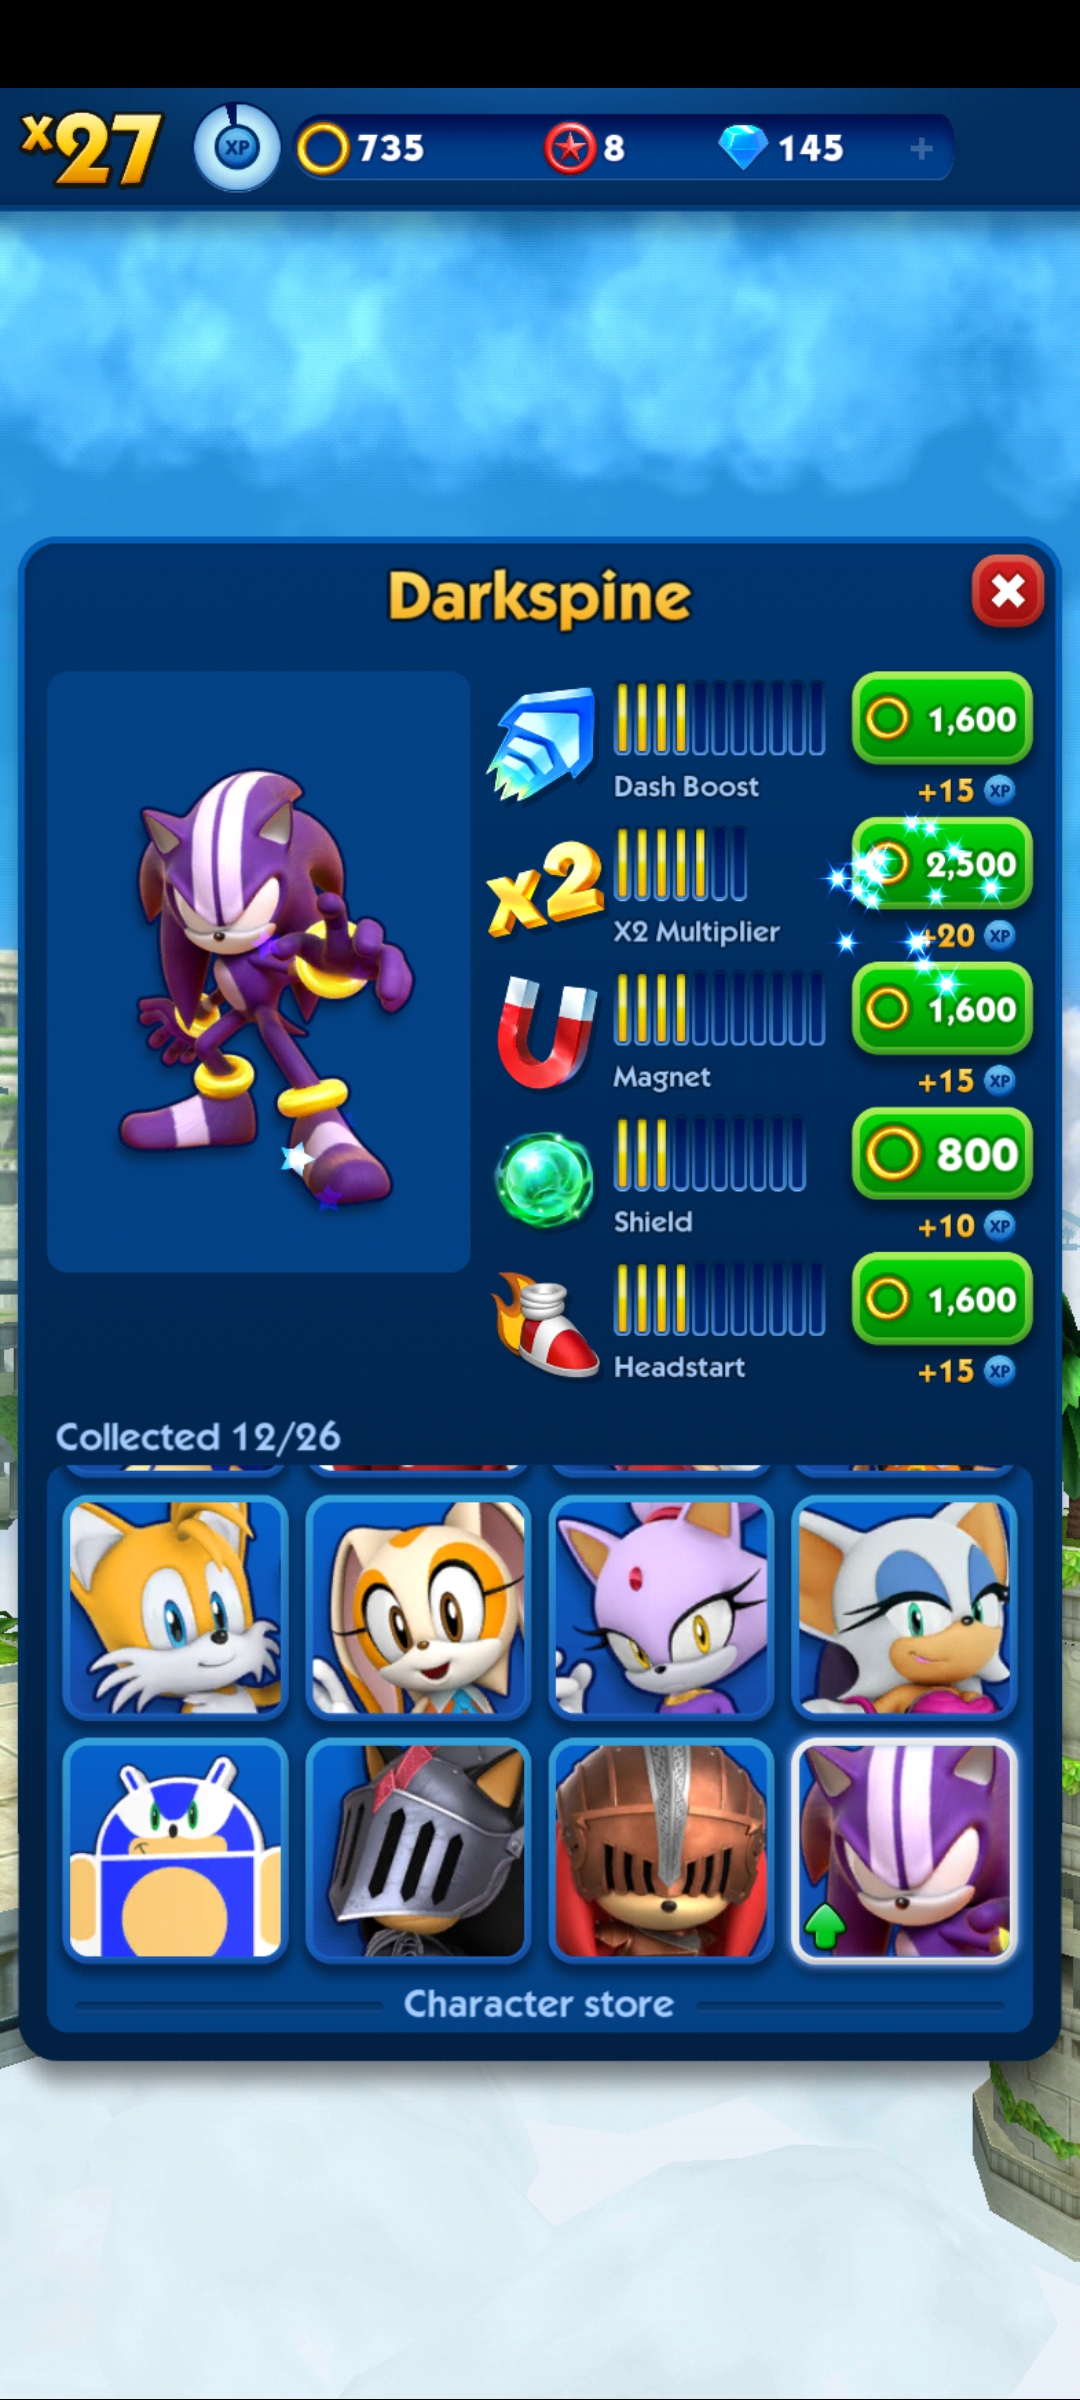 x27
XP
735
8
145
+
Darkspine
1,600
Dash Boost
+15 XP
x2
2,500
X2 Multiplier
+20 XP
1,600
Magnet
+15 XP
800
Shield
+10 XP
1,600
Headstart
+15 XP
Collected 12/26
Character store